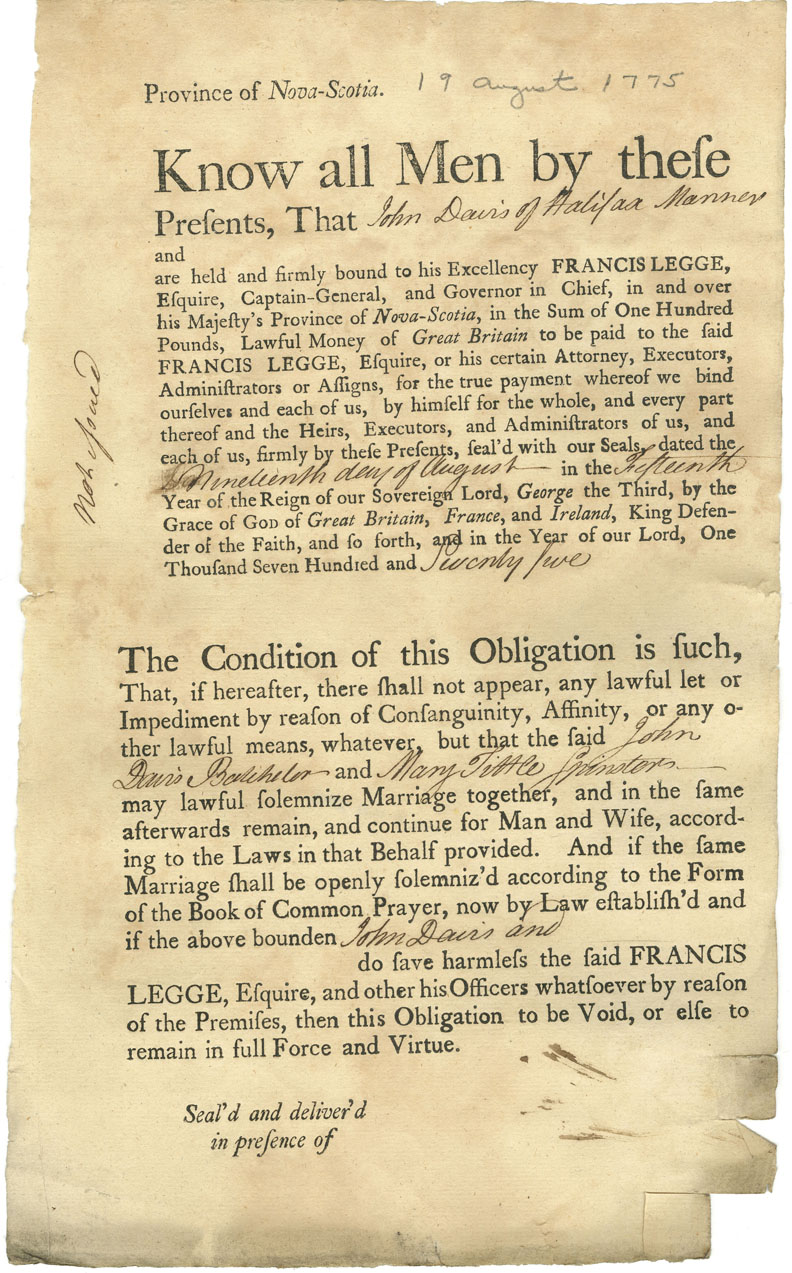 Province of Nova-Scotia. 19 August 1775
Know all Men by theſe
Preſents, That John Davis of Halifax Mariner
and
are held and firmly bound to his Excellency FRANCIS LEGGE,
Eſquire, Captain-General, and Governor in Chief, in and over
his Majeſty's Province of Nova-Scotia, in the Sum of One Hundred
Pounds, Lawful Money of Great Britain to be paid to the ſaid
FRANCIS LEGGE, Eſquire, or his certain Attorney, Executors,
Adminiſtrators or Aſſigns, for the true payment whereof we bind
ourſelves and each of us, by himſelf for the whole, and every part
thereof and the Heirs, Executors, and Adminiſtrators of us, and
each of us, firmly by theſe Preſents, ſeal'd with our Seals, dated the
Nineteenth day of August in the Fifteenth
Year of the Reign of our Sovereign Lord, George the Third, by the
Grace of God of Great Britain, France, and Ireland, King Defen-
der of the Faith, and ſo forth, and in the Year of our Lord, One
Thouſand Seven Hundred and Seventy five
Not issued
The Condition of this Obligation is ſuch,
That, if hereafter, there ſhall not appear, any lawful let or
Impediment by reaſon of Conſanguinity, Affinity, or any o-
ther lawful means, whatever, but that the ſaid John
Davis Batchelor and Mary Tittle Spinster
may lawful ſolemnize Marriage together, and in the ſame
afterwards remain, and continue for Man and Wife, accord-
ing to the Laws in that Behalf provided. And if the ſame
Marriage ſhall be openly ſolemniz'd according to the Form
of the Book of Common Prayer, now by Law eſtabliſh'd and
if the above bounden John Davis and
do ſave harmleſs the ſaid FRANCIS
LEGGE, Eſquire, and other his Officers whatſoever by reaſon
of the Premiſes, then this Obligation to be Void, or elſe to
remain in full Force and Virtue.
Seal'd and deliver'd
in preſence of